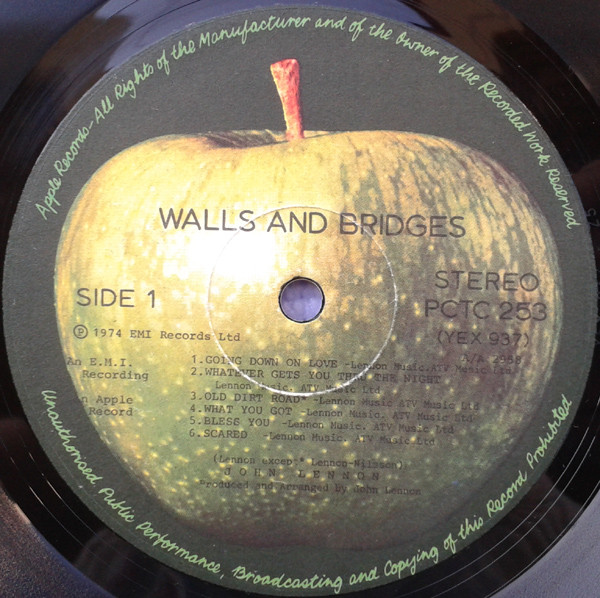 Apple Records-All Rights of the Manufacturer and of the Owner of the Recorded Work Reserved
WALLS AND BRIDGES
SIDE 1
STEREO
PCTC 253
(YEX 937)
Ⓟ 1974 EMI Records Ltd
An E.M.I.
Recording
n Apple
Record
1.GOING DOWN ON LOVE -Lennon Music.ATV Music Ltd
2.WHATEVER GETS YOU THRU THE NIGHT
Lennon Music. ATV Music Ltd
3.OLD DIRT ROAD* -Lennon Music ATV Music Ltd
4.WHAT YOU GOT -Lennon Music. ATV Music Ltd
5.BLESS YOU -Lennon Music. ATV Music Ltd
6.SCARED -Lennon Music. ATV Music Ltd
(Lennon except* Lennon-Nilsson)
JOHN LENNON
Produced and Arranged by John Lennon
Unauthorised Public Performance, Broadcasting and Copying of this Record Prohibited